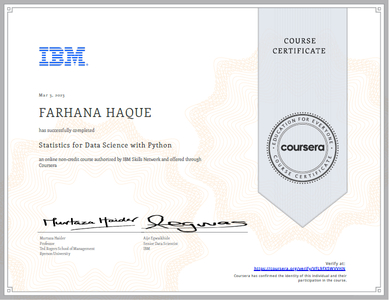 COURSE
CERTIFICATE
IBM
Mar 3, 2023
FARHANA HAQUE
has successfully completed
Statistics for Data Science with Python
an online non-credit course authorized by IBM Skills Network and offered through
Coursera
EDUCATION FOR EVERYONE
coursera
COURSE CERTIFICATE
Murtaza Haider
Murtaza Haider
Professor
Ted Rogers School of Management
Ryerson University
Aije Egwaikhide
Senior Data Scientist
IBM
Verify at:
https://coursera.org/verify/
Coursera has confirmed the identity of this individual and their
participation in the course.